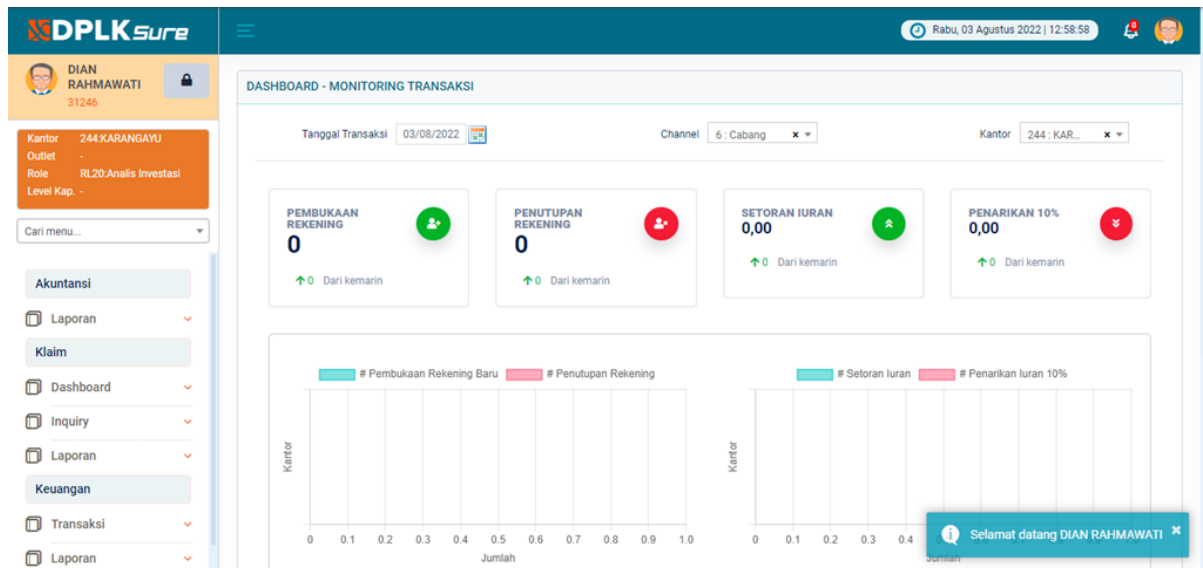 DPLKSure
Rabu, 03 Agustus 2022 | 12:58:58
0
DIAN
RAHMAWATI
31246
Kantor 244:KARANGAYU
Outlet -
Role RL20:Analis Investasi
Level Kap. -
Cari menu...
Akuntansi
Laporan
Klaim
Dashboard
Inquiry
Laporan
Keuangan
Transaksi
Laporan
DASHBOARD - MONITORING TRANSAKSI
Tanggal Transaksi 03/08/2022
Channel 6 : Cabang x
Kantor 244 : KAR... x
PEMBUKAAN
REKENING
0
0 Dari kemarin
PENUTUPAN
REKENING
0
0 Dari kemarin
SETORAN IURAN
0,00
0 Dari kemarin
PENARIKAN 10%
0,00
0 Dari kemarin
# Pembukaan Rekening Baru # Penutupan Rekening
Kantor
0 0.1 0.2 0.3 0.4 0.5 0.6 0.7 0.8 0.9 1.0
Jumlah
# Setoran Iuran # Penarikan Iuran 10%
Kantor
0 0.1 0.2 0.3 0.4
Jumlah
Selamat datang DIAN RAHMAWATI ×